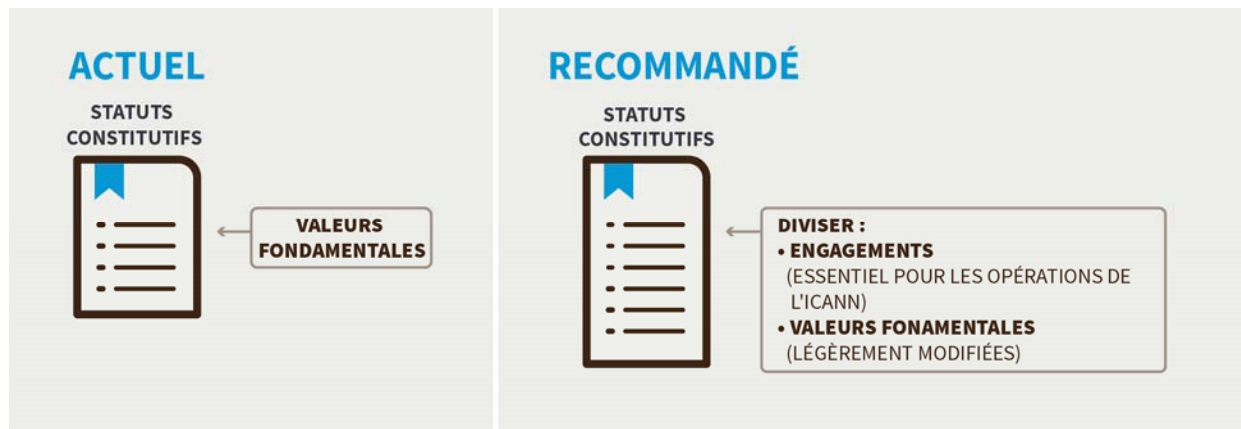 ACTUEL
STATUTS
CONSTITUTIFS
VALEURS
FONDAMENTALES
RECOMMANDÉ
STATUTS
CONSTITUTIFS
DIVISER :
• ENGAGEMENTS
(ESSENTIEL POUR LES OPÉRATIONS DE
L'ICANN)
• VALEURS FONAMENTALES
(LÉGÈREMENT MODIFIÉES)